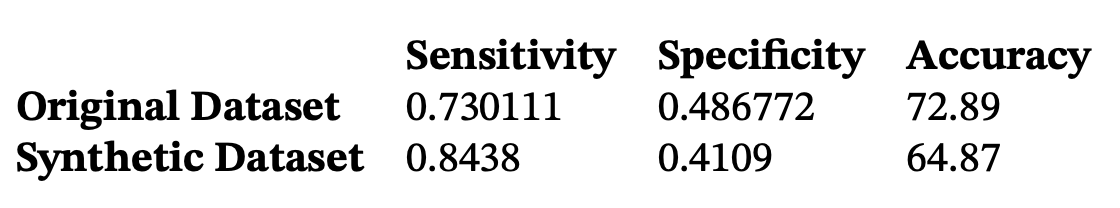 Sensitivity Specificity Accuracy
Original Dataset 0.730111 0.486772 72.89
Synthetic Dataset 0.8438 0.4109 64.87